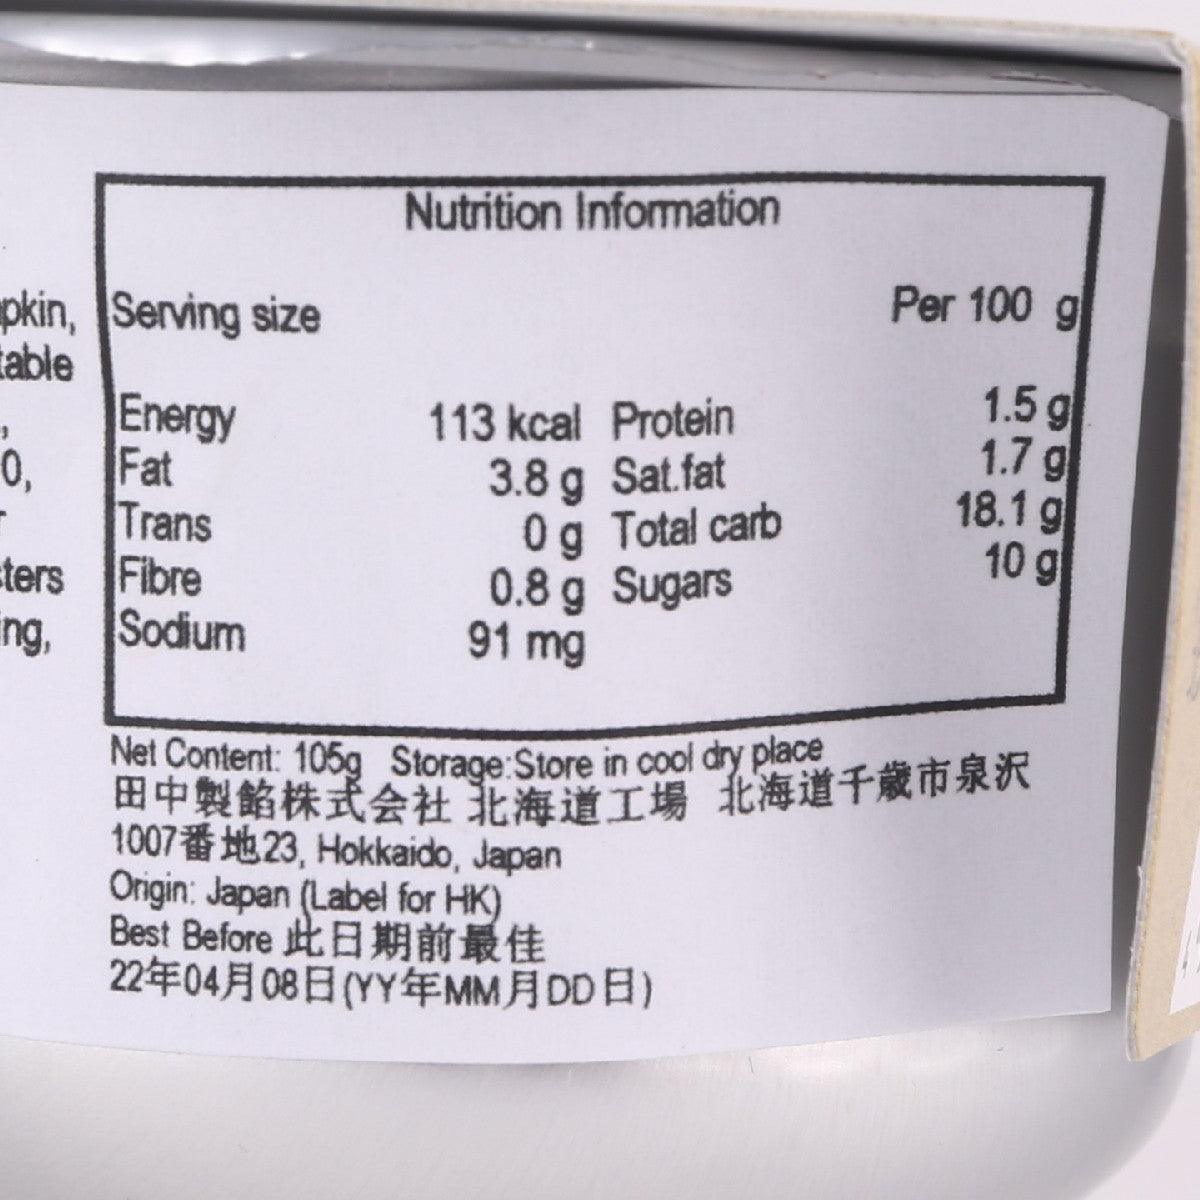 Nutrition Information
Serving size Per 100 g
Energy 113 kcal Protein 1.5 g
Fat 3.8 g Sat.fat 1.7 g
Trans 0 g Total carb 18.1 g
Fibre 0.8 g Sugars 10 g
Sodium 91 mg
Net Content: 105g Storage:Store in cool dry place
田中製餡株式会社 北海道工場 北海道千歳市泉沢
1007番地23, Hokkaido, Japan
Origin: Japan (Label for HK)
Best Before 此日期前最佳
22年04月08日(YY年MM月DD日)